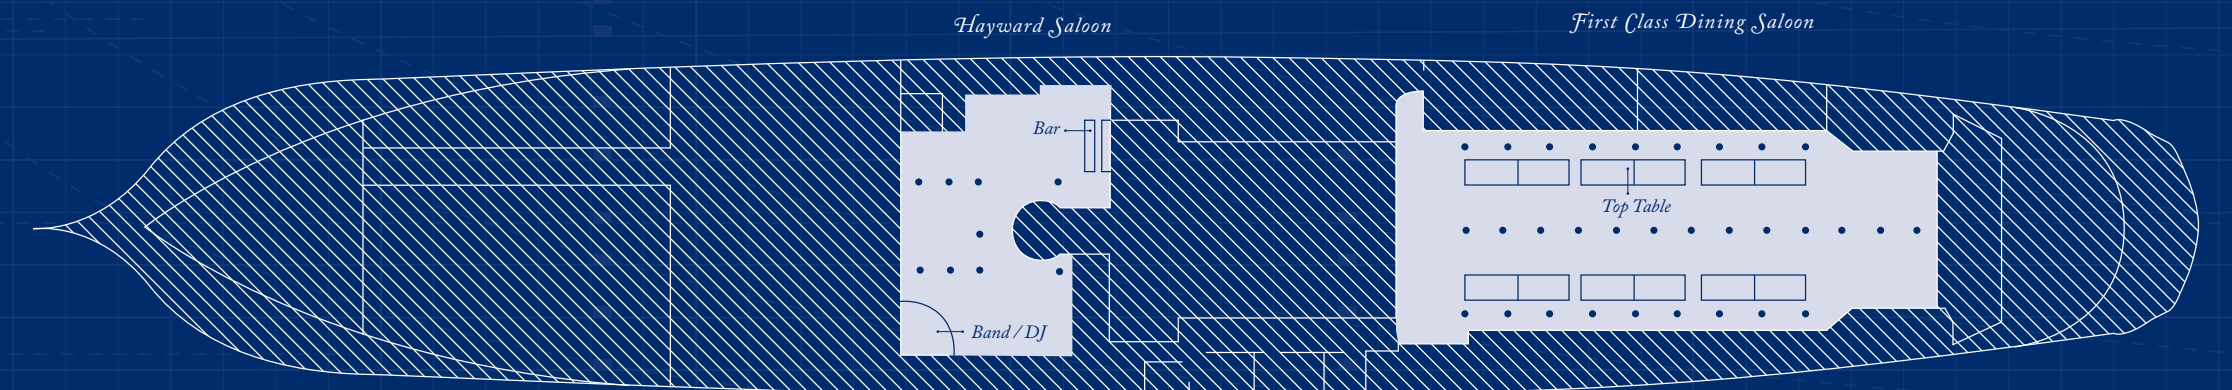 Hayward Saloon
First Class Dining Saloon
Bar
Top Table
Band / DJ